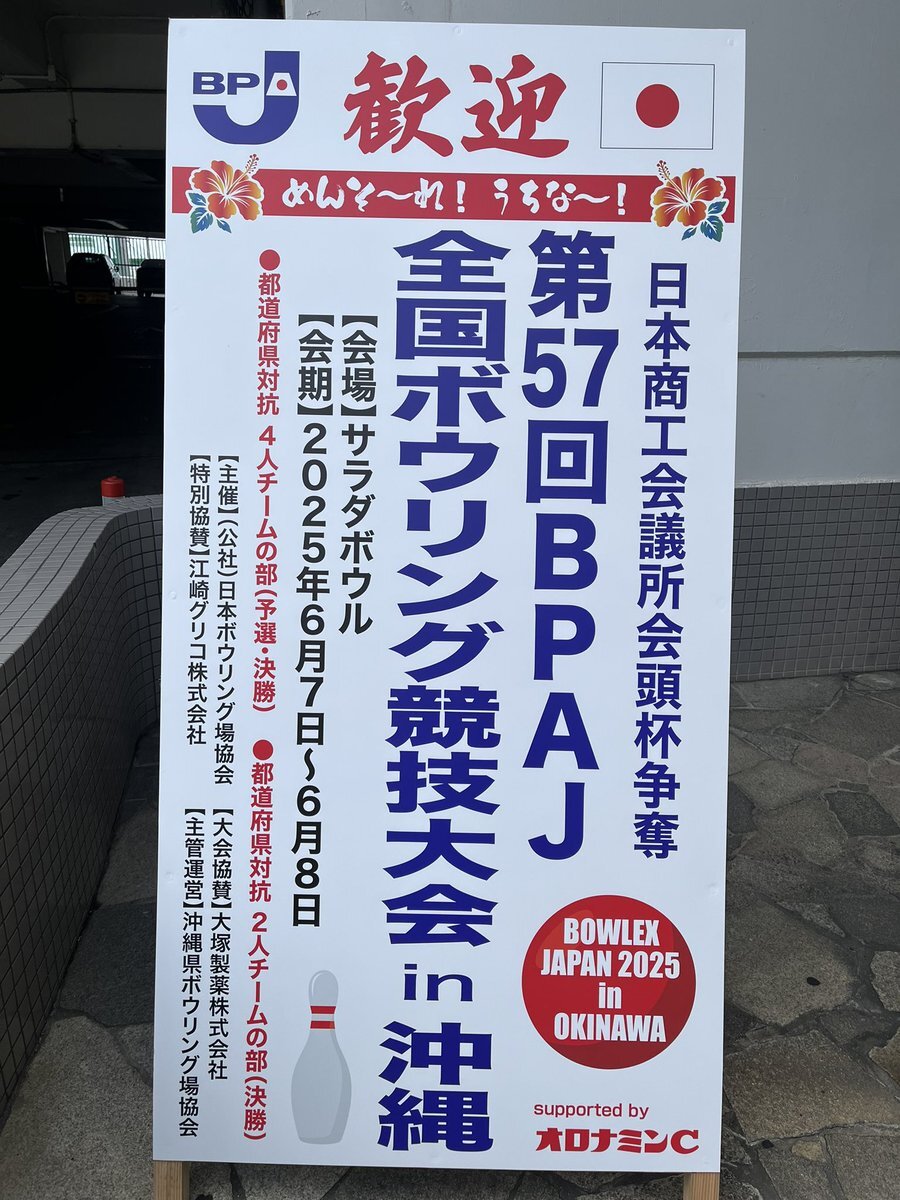 BPAJ
歓迎
めんそ～れ！うちな～！
日本商工会議所会頭杯争奪
第57回BPAJ
全国ボウリング競技大会 in 沖縄
【会場】サラダボウル
【会期】2025年6月7日～6月8日
●都道府県対抗 4人チームの部(予選・決勝) ●都道府県対抗 2人チームの部(決勝)
【主催】(公社)日本ボウリング場協会 【大会協賛】大塚製薬株式会社
【特別協賛】江崎グリコ株式会社 【主管運営】沖縄県ボウリング場協会
BOWLEX
JAPAN 2025
in
OKINAWA
supported by
オロナミンC